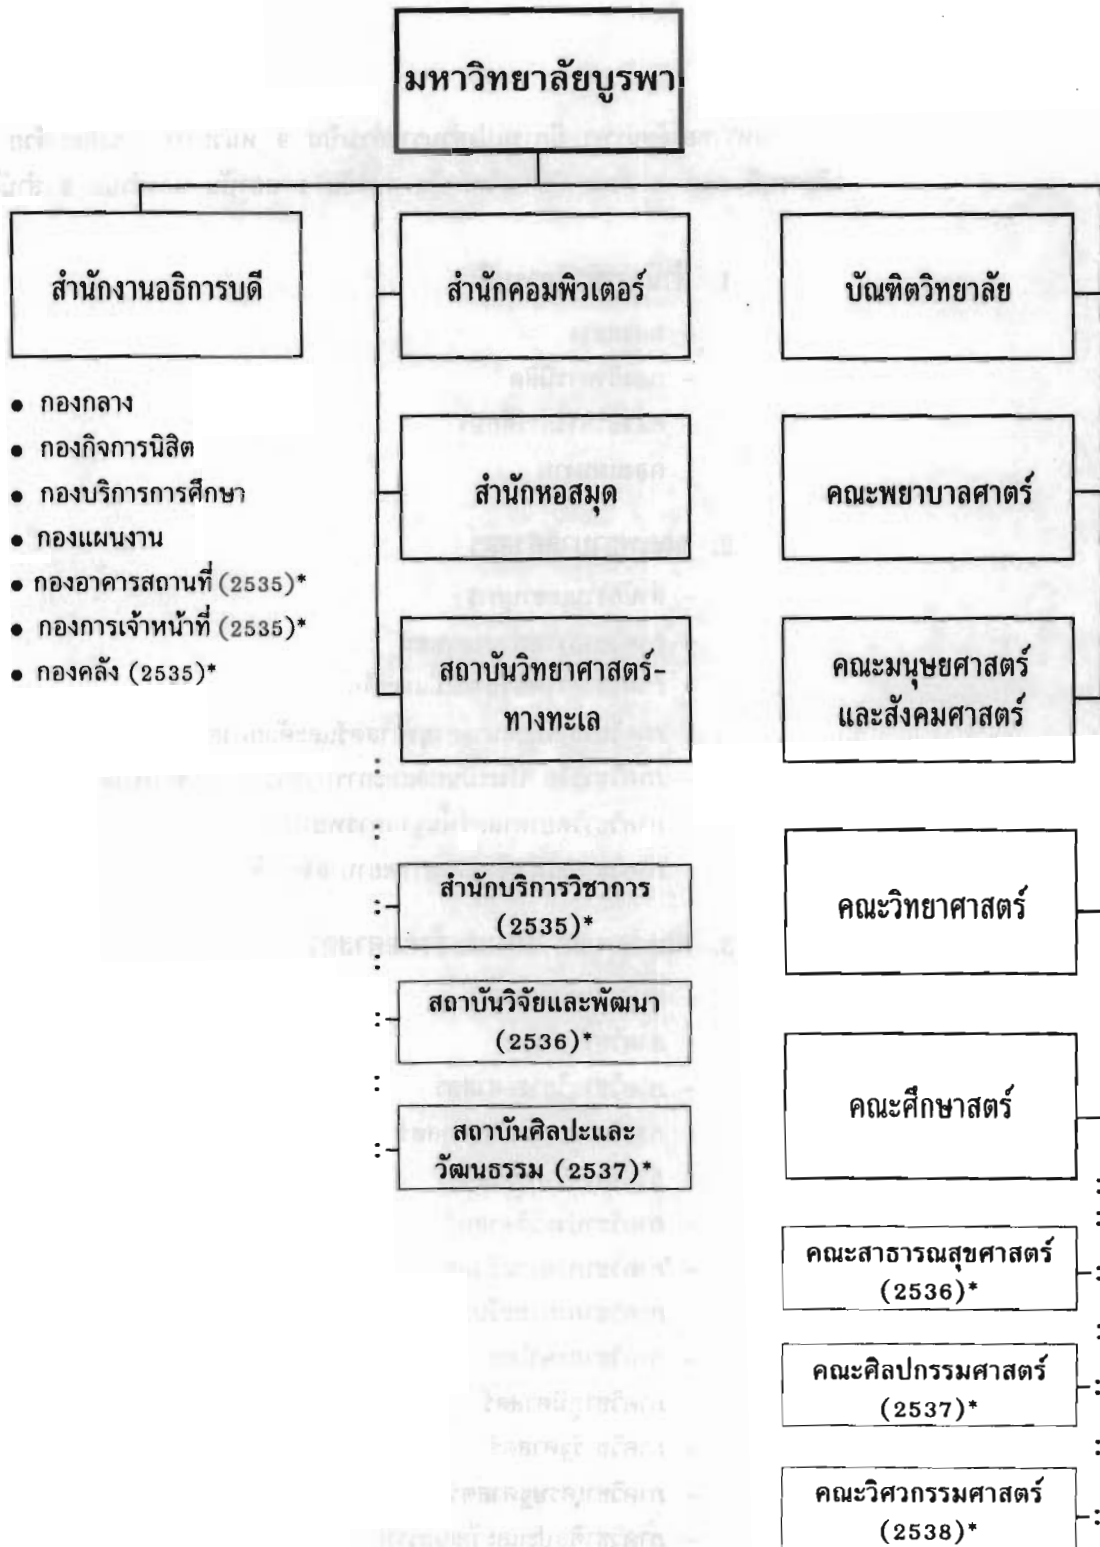 มหาวิทยาลัยบูรพา
สำนักงานอธิการบดี
● กองกลาง
● กองกิจการนิสิต
● กองบริการการศึกษา
● กองแผนงาน
● กองอาคารสถานที่ (2535)*
● กองการเจ้าหน้าที่ (2535)*
● กองคลัง (2535)*
สำนักคอมพิวเตอร์
สำนักหอสมุด
สถาบันวิทยาศาสตร์-
ทางทะเล
สำนักบริการวิชาการ
(2535)*
สถาบันวิจัยและพัฒนา
(2536)*
สถาบันศิลปะและ
วัฒนธรรม (2537)*
บัณฑิตวิทยาลัย
คณะพยาบาลศาตร์
คณะมนุษยศาสตร์
และสังคมศาสตร์
คณะวิทยาศาสตร์
คณะศึกษาสตร์
คณะสาธารณสุขศาสตร์
(2536)*
คณะศิลปกรรมศาสตร์
(2537)*
คณะวิศวกรรมศาสตร์
(2538)*